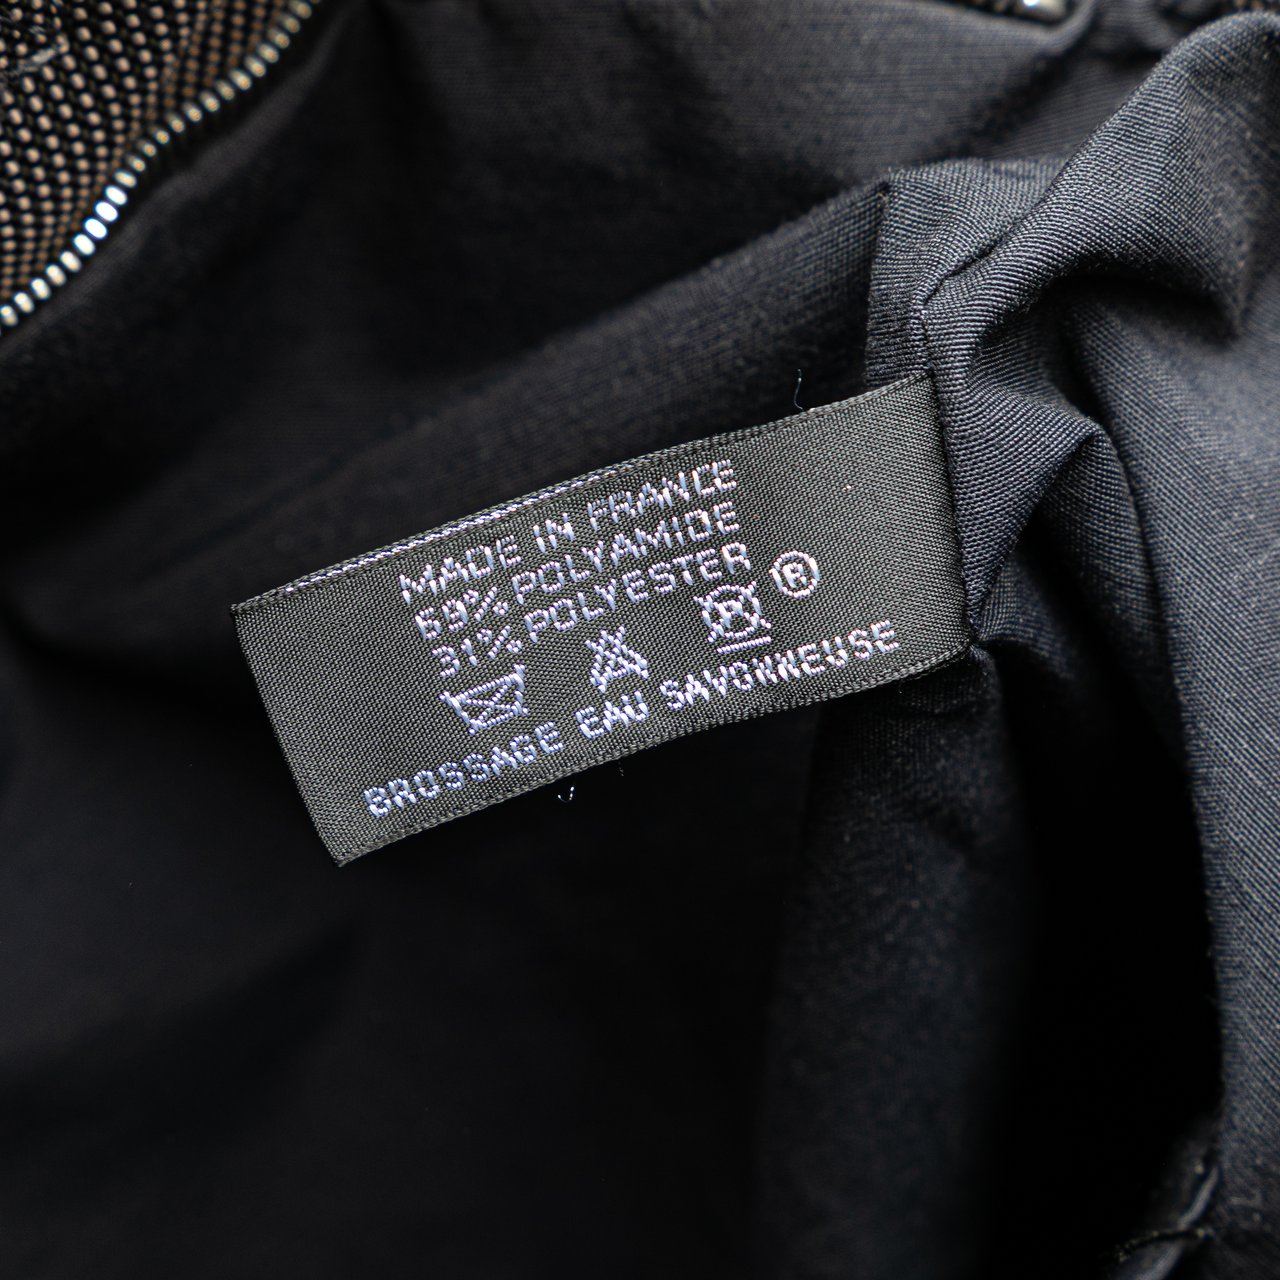 MADE IN FRANCE
69% POLYAMIDE
31% POLYESTER
®
BROSSAGE EAU SAVONNEUSE